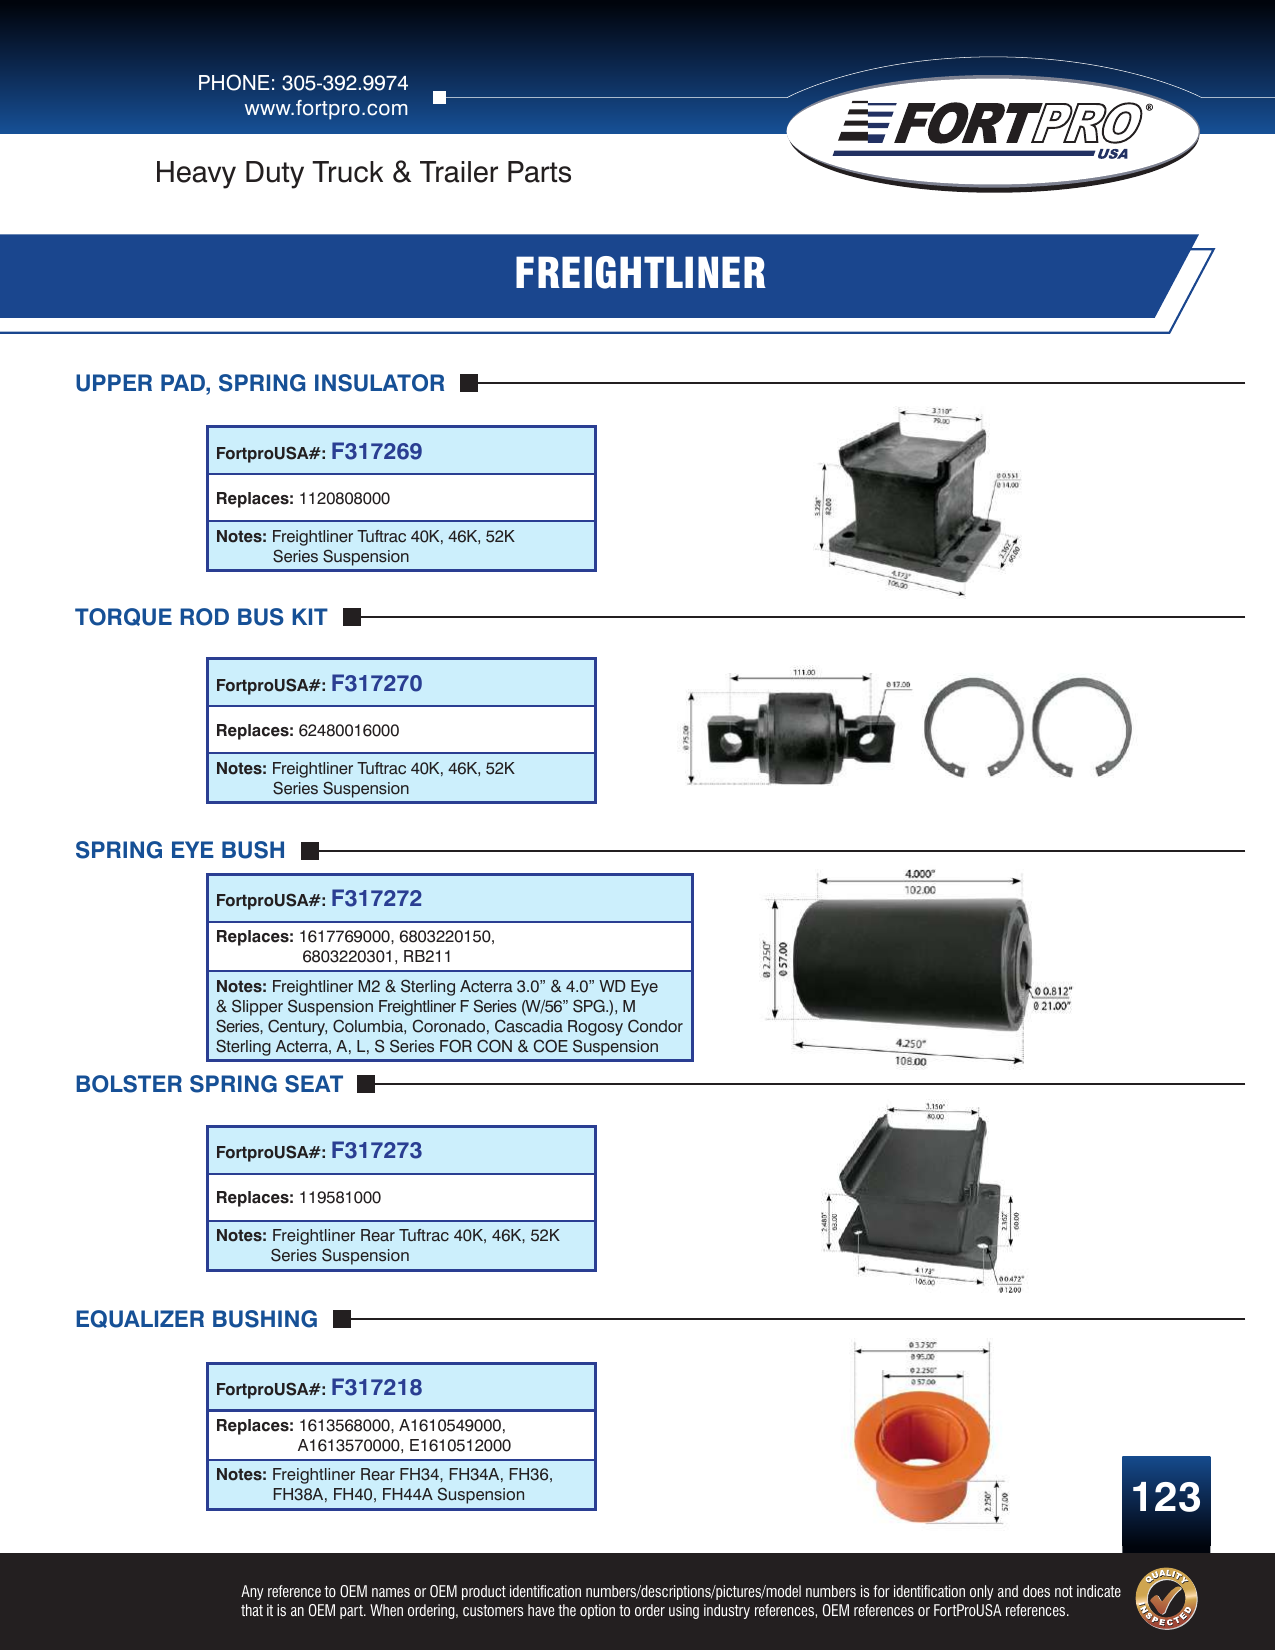 PHONE: 305-392.9974
www.fortpro.com
FORTPRO®
USA
Heavy Duty Truck & Trailer Parts
FREIGHTLINER
UPPER PAD, SPRING INSULATOR
FortproUSA#: F317269
Replaces: 1120808000
Notes: Freightliner Tuftrac 40K, 46K, 52K
Series Suspension
3.110"
79.00
3.228"
82.00
Ø 0.551
Ø 14.00
2.362"
60.00
4.173"
106.00
TORQUE ROD BUS KIT
FortproUSA#: F317270
Replaces: 62480016000
Notes: Freightliner Tuftrac 40K, 46K, 52K
Series Suspension
111.00
Ø 17.00
Ø 75.00
SPRING EYE BUSH
FortproUSA#: F317272
Replaces: 1617769000, 6803220150,
6803220301, RB211
Notes: Freightliner M2 & Sterling Acterra 3.0” & 4.0” WD Eye
& Slipper Suspension Freightliner F Series (W/56” SPG.), M
Series, Century, Columbia, Coronado, Cascadia Rogosy Condor
Sterling Acterra, A, L, S Series FOR CON & COE Suspension
4.000"
102.00
Ø 2.250"
Ø 57.00
Ø 0.812"
Ø 21.00"
4.250"
108.00
BOLSTER SPRING SEAT
FortproUSA#: F317273
Replaces: 119581000
Notes: Freightliner Rear Tuftrac 40K, 46K, 52K
Series Suspension
3.150"
80.00
2.480"
63.00
2.362"
60.00
4.173"
106.00
Ø 0.472"
Ø 12.00
EQUALIZER BUSHING
FortproUSA#: F317218
Replaces: 1613568000, A1610549000,
A1613570000, E1610512000
Notes: Freightliner Rear FH34, FH34A, FH36,
FH38A, FH40, FH44A Suspension
Ø 3.750"
Ø 95.00
Ø 2.250"
Ø 57.00
2.250"
57.00
123
Any reference to OEM names or OEM product identification numbers/descriptions/pictures/model numbers is for identification only and does not indicate
that it is an OEM part. When ordering, customers have the option to order using industry references, OEM references or FortProUSA references.
QUALITY
INSPECTED